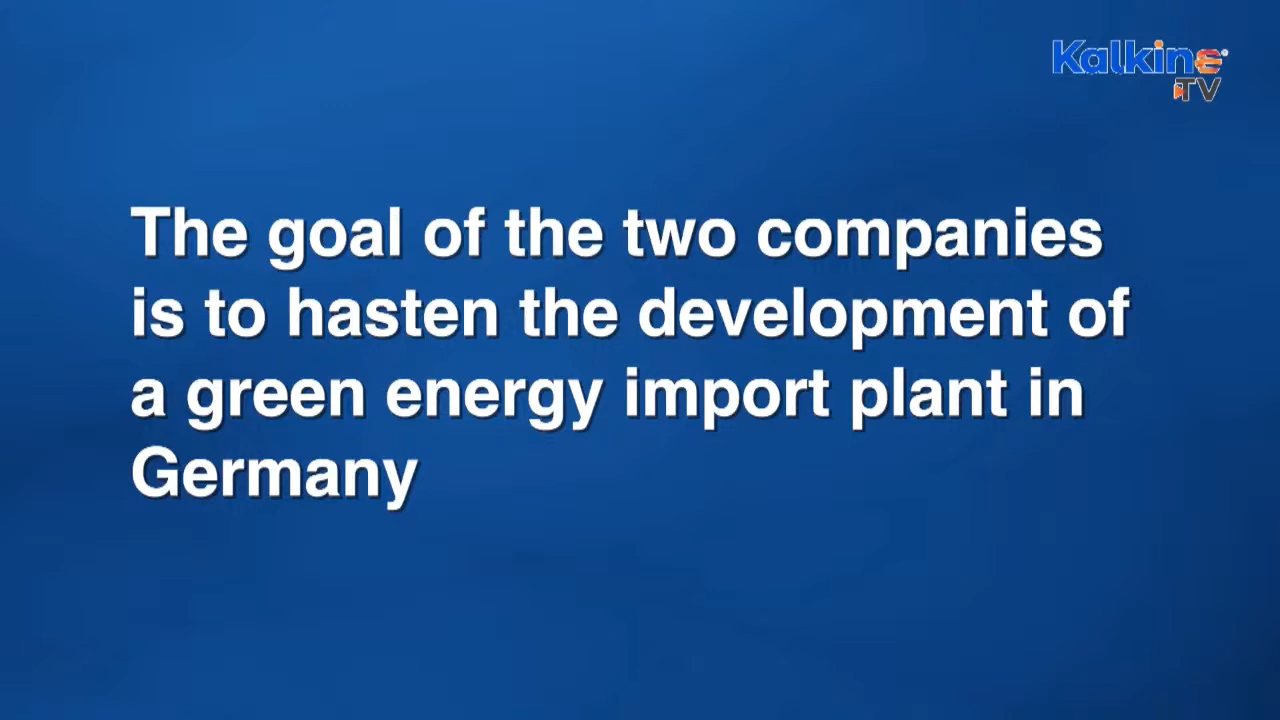 Kalkine
TV
The goal of the two companies
is to hasten the development of
a green energy import plant in
Germany